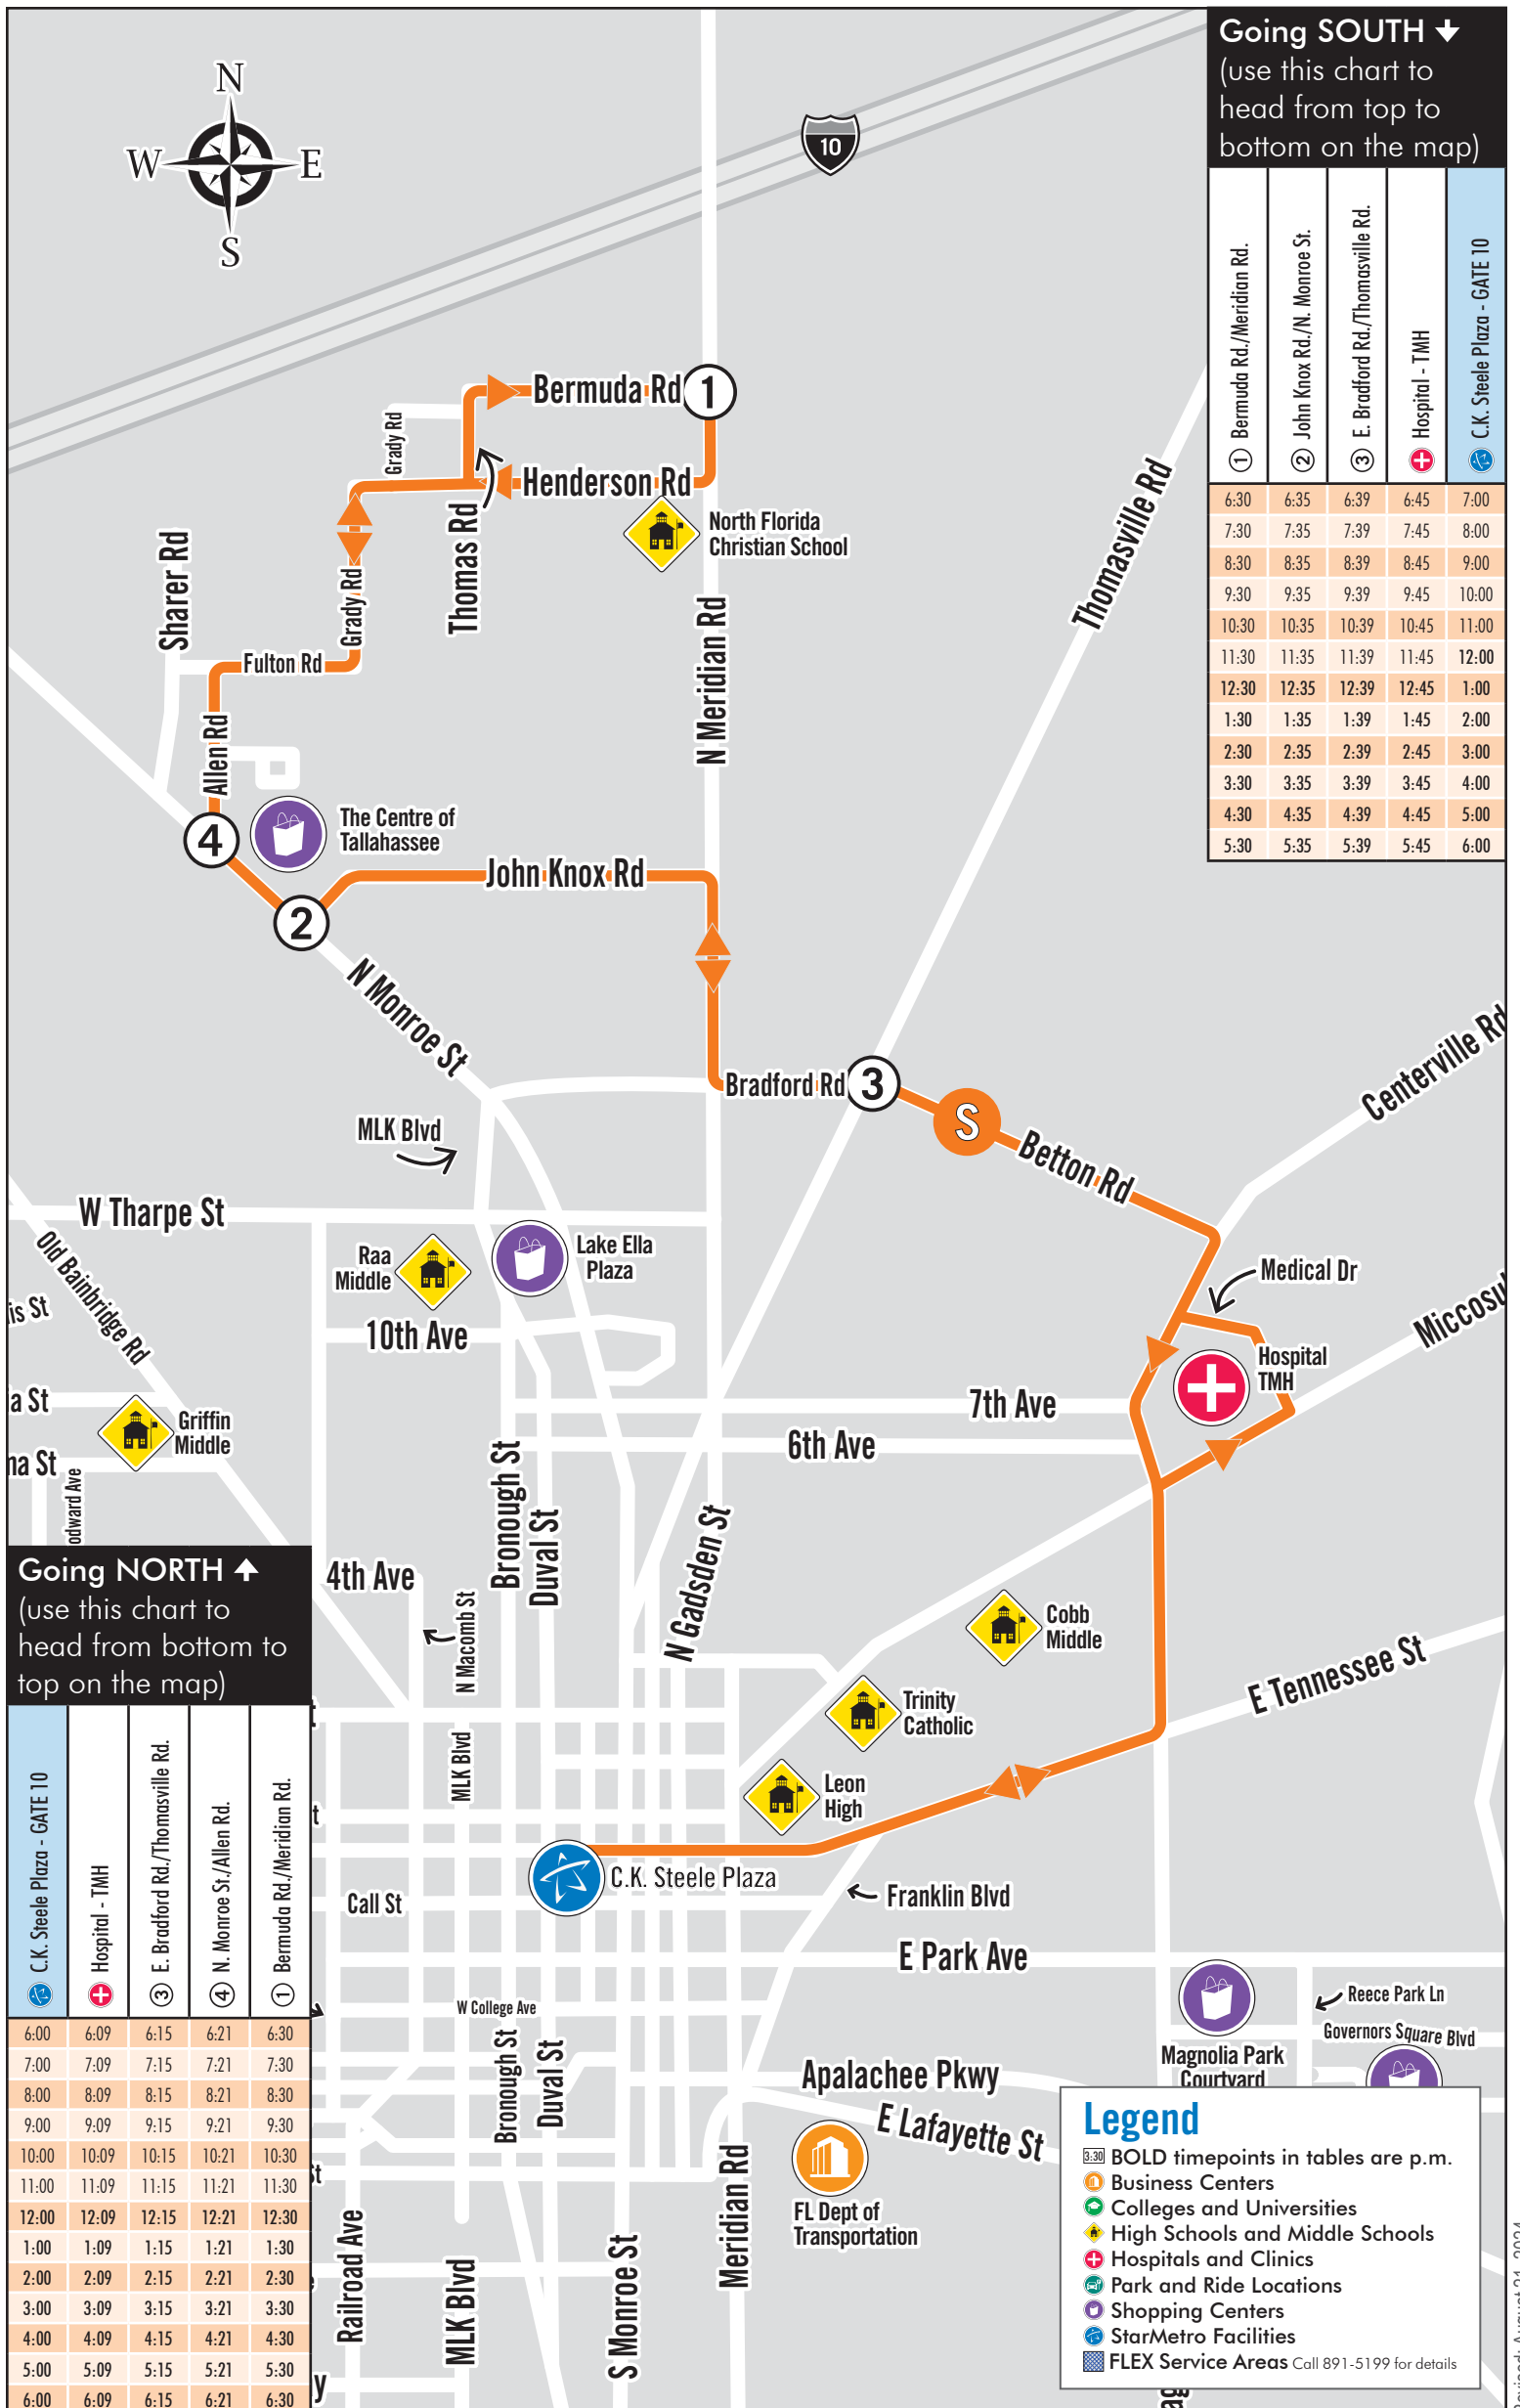 Going SOUTH
(use this chart to
head from top to
bottom on the map)
1 Bermuda Rd./Meridian Rd.
2 John Knox Rd./N. Monroe St.
3 E. Bradford Rd./Thomasville Rd.
Hospital - TMH
C.K. Steele Plaza - GATE 10
6:30 6:35 6:39 6:45 7:00
7:30 7:35 7:39 7:45 8:00
8:30 8:35 8:39 8:45 9:00
9:30 9:35 9:39 9:45 10:00
10:30 10:35 10:39 10:45 11:00
11:30 11:35 11:39 11:45 12:00
12:30 12:35 12:39 12:45 1:00
1:30 1:35 1:39 1:45 2:00
2:30 2:35 2:39 2:45 3:00
3:30 3:35 3:39 3:45 4:00
4:30 4:35 4:39 4:45 5:00
5:30 5:35 5:39 5:45 6:00
N
W E
S
10
Bermuda Rd
1
Grady Rd
Henderson Rd
North Florida
Christian School
Thomas Rd
Sharer Rd
Grady Rd
Fulton Rd
N Meridian Rd
Thomasville Rd
Allen Rd
4
The Centre of
Tallahassee
John Knox Rd
2
N Monroe St
Bradford Rd
3
S
Betton Rd
Centerville Rd
MLK Blvd
W Tharpe St
Old Bainbridge Rd
Raa
Middle
Lake Ella
Plaza
Medical Dr
is St
10th Ave
Hospital
TMH
Miccosu
a St
Griffin
Middle
7th Ave
6th Ave
na St
odward Ave
Bronough St
Duval St
N Gadsden St
4th Ave
N Macomb St
Cobb
Middle
Trinity
Catholic
E Tennessee St
MLK Blvd
Leon
High
C.K. Steele Plaza
Call St
Franklin Blvd
E Park Ave
W College Ave
Reece Park Ln
Governors Square Blvd
Magnolia Park
Courtyard
Bronough St
Duval St
Apalachee Pkwy
E Lafayette St
FL Dept of
Transportation
Meridian Rd
Railroad Ave
MLK Blvd
S Monroe St
t
t
st
y
Going NORTH
(use this chart to
head from bottom to
top on the map)
C.K. Steele Plaza - GATE 10
Hospital - TMH
3 E. Bradford Rd./Thomasville Rd.
4 N. Monroe St./Allen Rd.
1 Bermuda Rd./Meridian Rd.
6:00 6:09 6:15 6:21 6:30
7:00 7:09 7:15 7:21 7:30
8:00 8:09 8:15 8:21 8:30
9:00 9:09 9:15 9:21 9:30
10:00 10:09 10:15 10:21 10:30
11:00 11:09 11:15 11:21 11:30
12:00 12:09 12:15 12:21 12:30
1:00 1:09 1:15 1:21 1:30
2:00 2:09 2:15 2:21 2:30
3:00 3:09 3:15 3:21 3:30
4:00 4:09 4:15 4:21 4:30
5:00 5:09 5:15 5:21 5:30
6:00 6:09 6:15 6:21 6:30
Legend
3:30 BOLD timepoints in tables are p.m.
Business Centers
Colleges and Universities
High Schools and Middle Schools
Hospitals and Clinics
Park and Ride Locations
Shopping Centers
StarMetro Facilities
FLEX Service Areas Call 891-5199 for details